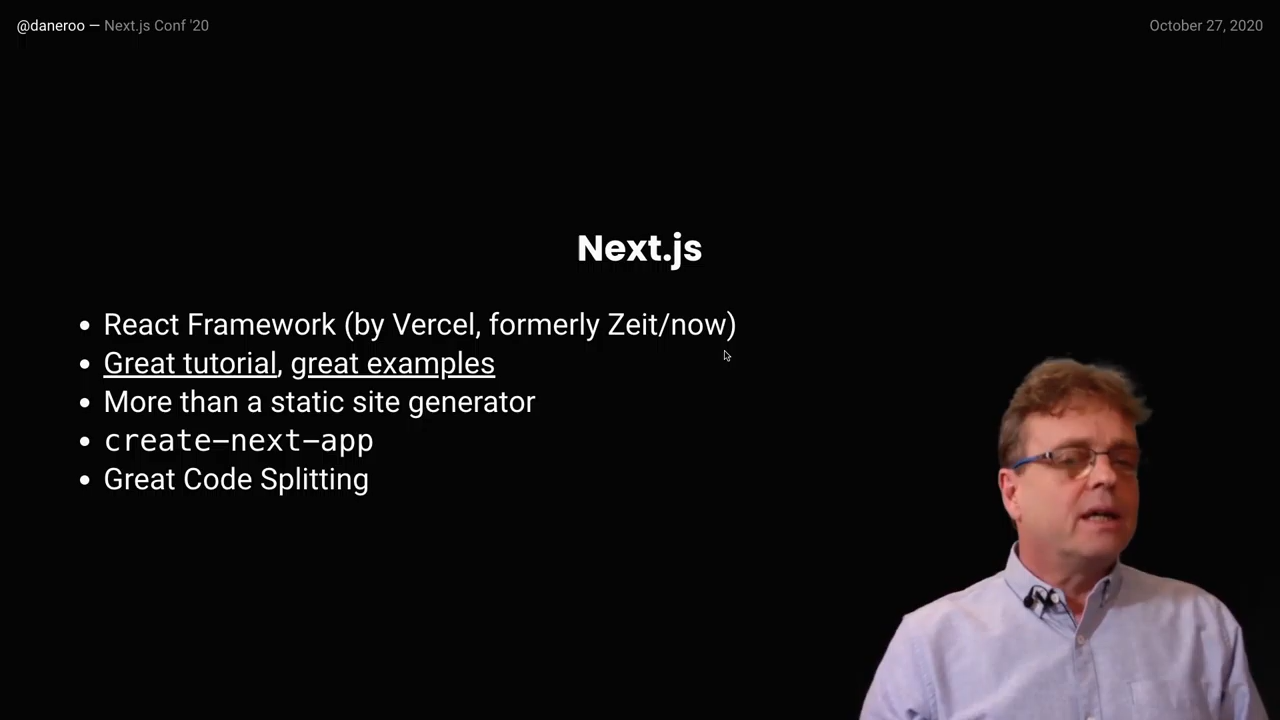 @daneroo — Next.js Conf '20
October 27, 2020
Next.js
• React Framework (by Vercel, formerly Zeit/now)
• Great tutorial, great examples
• More than a static site generator
• create-next-app
• Great Code Splitting